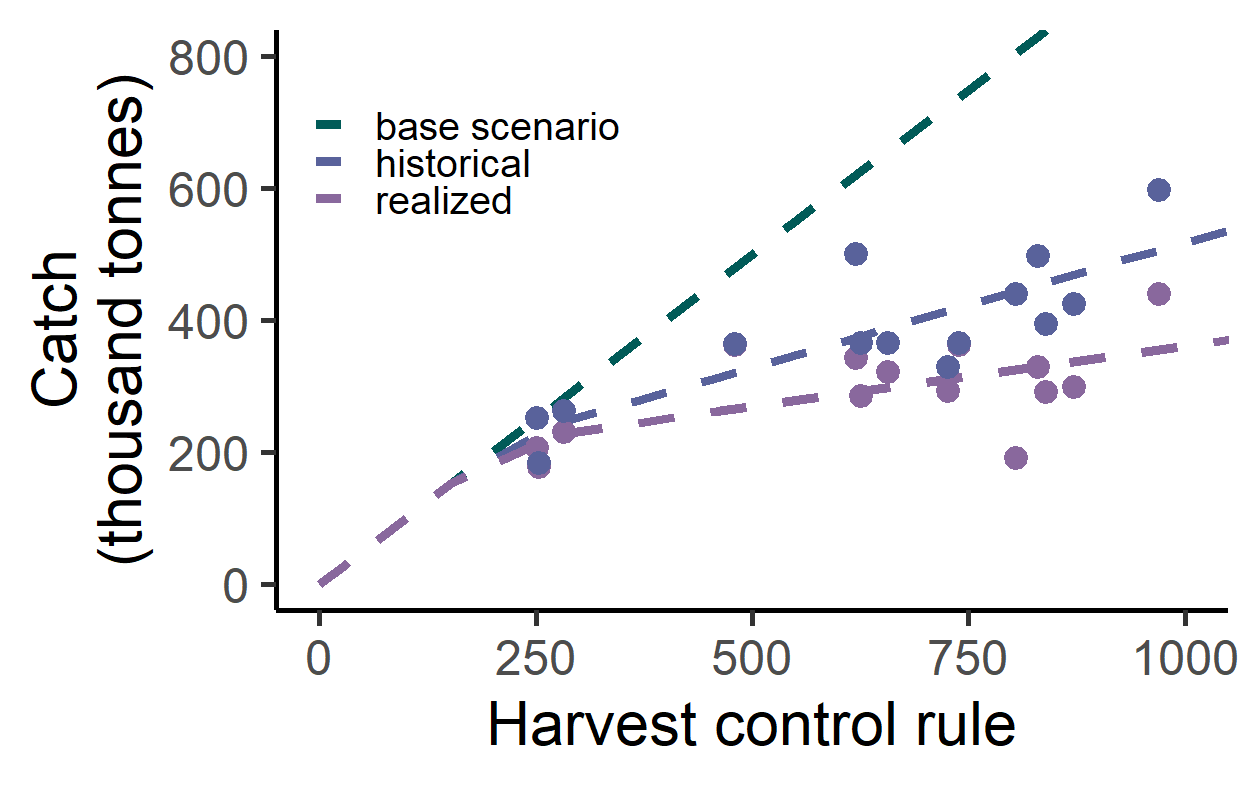 800
600
400
200
0
Catch
(thousand tonnes)
base scenario
historical
realized
0 250 500 750 1000
Harvest control rule